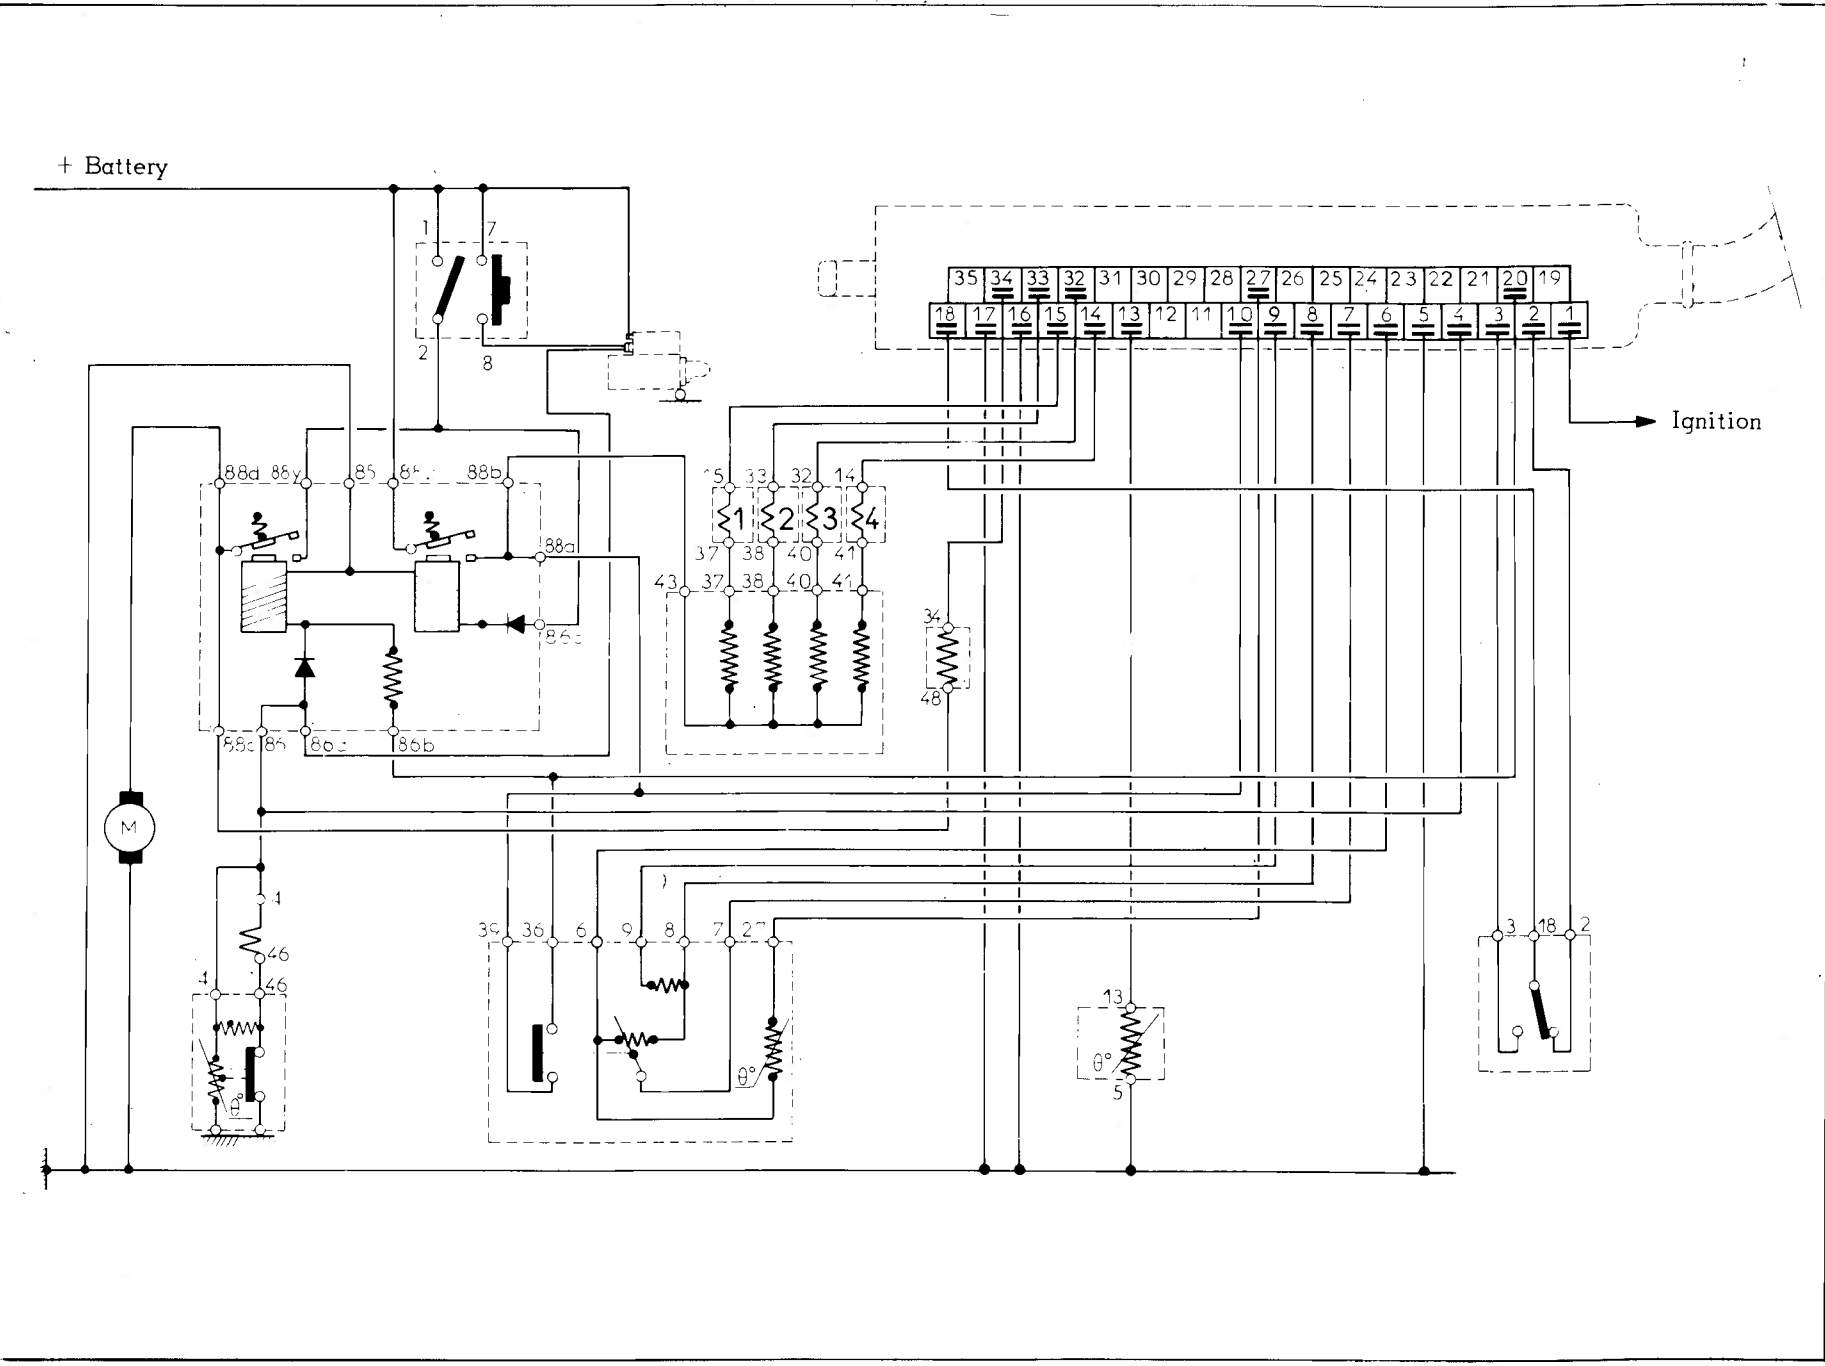 + Battery
1 7
2 8
35 34 33 32 31 30 29 28 27 26 25 24 23 22 21 20 19
18 17 16 15 14 13 12 11 10 9 8 7 6 5 4 3 2 1
Ignition
88d 88y 85 88b
33 32 14
1 2 3 4
37 38 40 41
88a
43 37 38 40 41
34
48
86 86b
M
4
46
4 46
39 36 6 9 8 7 27
3 18 2
13
θ°
5
θ°
θ°